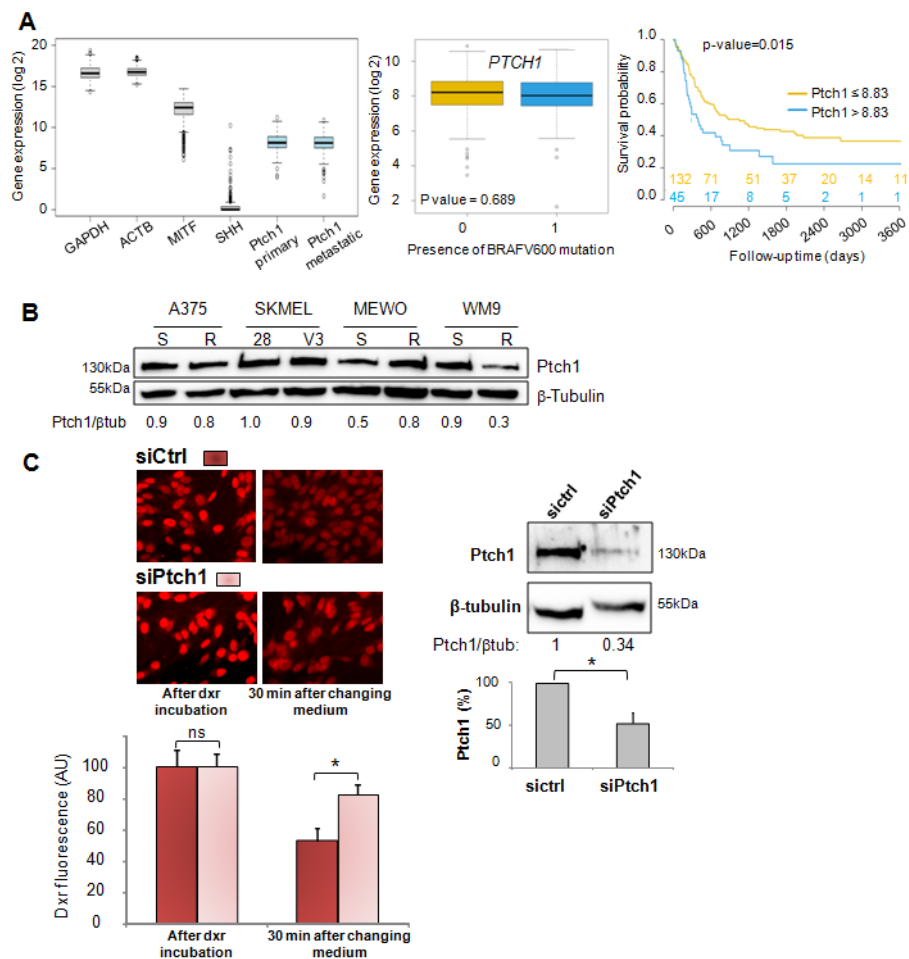 A
Gene expression (log 2)
20
15
10
5
0
GAPDH
ACTB
MITF
SHH
Ptch1 primary
Ptch1 metastatic
Gene expression (log 2)
10
8
6
4
2
PTCH1
P value = 0.689
0
1
Presence of BRAFV600 mutation
Survival probability
1.0
0.8
0.6
0.4
0.2
0.0
p-value=0.015
Ptch1 ≤ 8.83
Ptch1 > 8.83
132 71 51 37 20 14 11
45 17 8 5 2 1 1
0 600 1200 1800 2400 3000 3600
Follow-uptime (days)
B
A375 SKMEL MEWO WM9
S R 28 V3 S R S R
130kDa Ptch1
55kDa β-Tubulin
Ptch1/βtub 0.9 0.8 1.0 0.9 0.5 0.8 0.9 0.3
C
siCtrl
siPtch1
After dxr incubation
30 min after changing medium
Dxr fluorescence (AU)
100
80
60
40
20
0
ns
*
After dxr incubation
30 min after changing medium
sictrl siPtch1
Ptch1 130kDa
β-tubulin 55kDa
Ptch1/βtub: 1 0.34
Ptch1 (%)
100
50
0
*
sictrl siPtch1